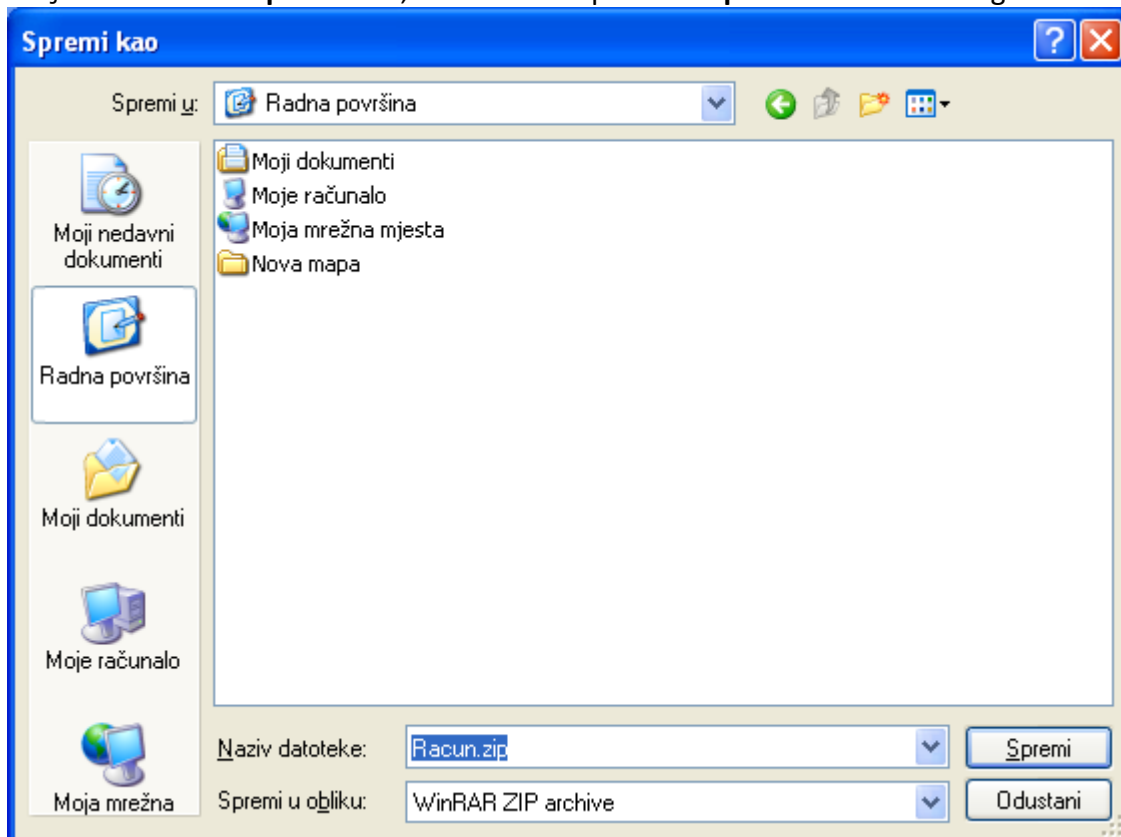 Spremi kao
Spremi u:
Radna površina
Moji nedavni
dokumenti
Radna površina
Moji dokumenti
Moje računalo
Moja mrežna
Moji dokumenti
Moje računalo
Moja mrežna mjesta
Nova mapa
Naziv datoteke:
Racun.zip
Spremi
Spremi u obliku:
WinRAR ZIP archive
Odustani